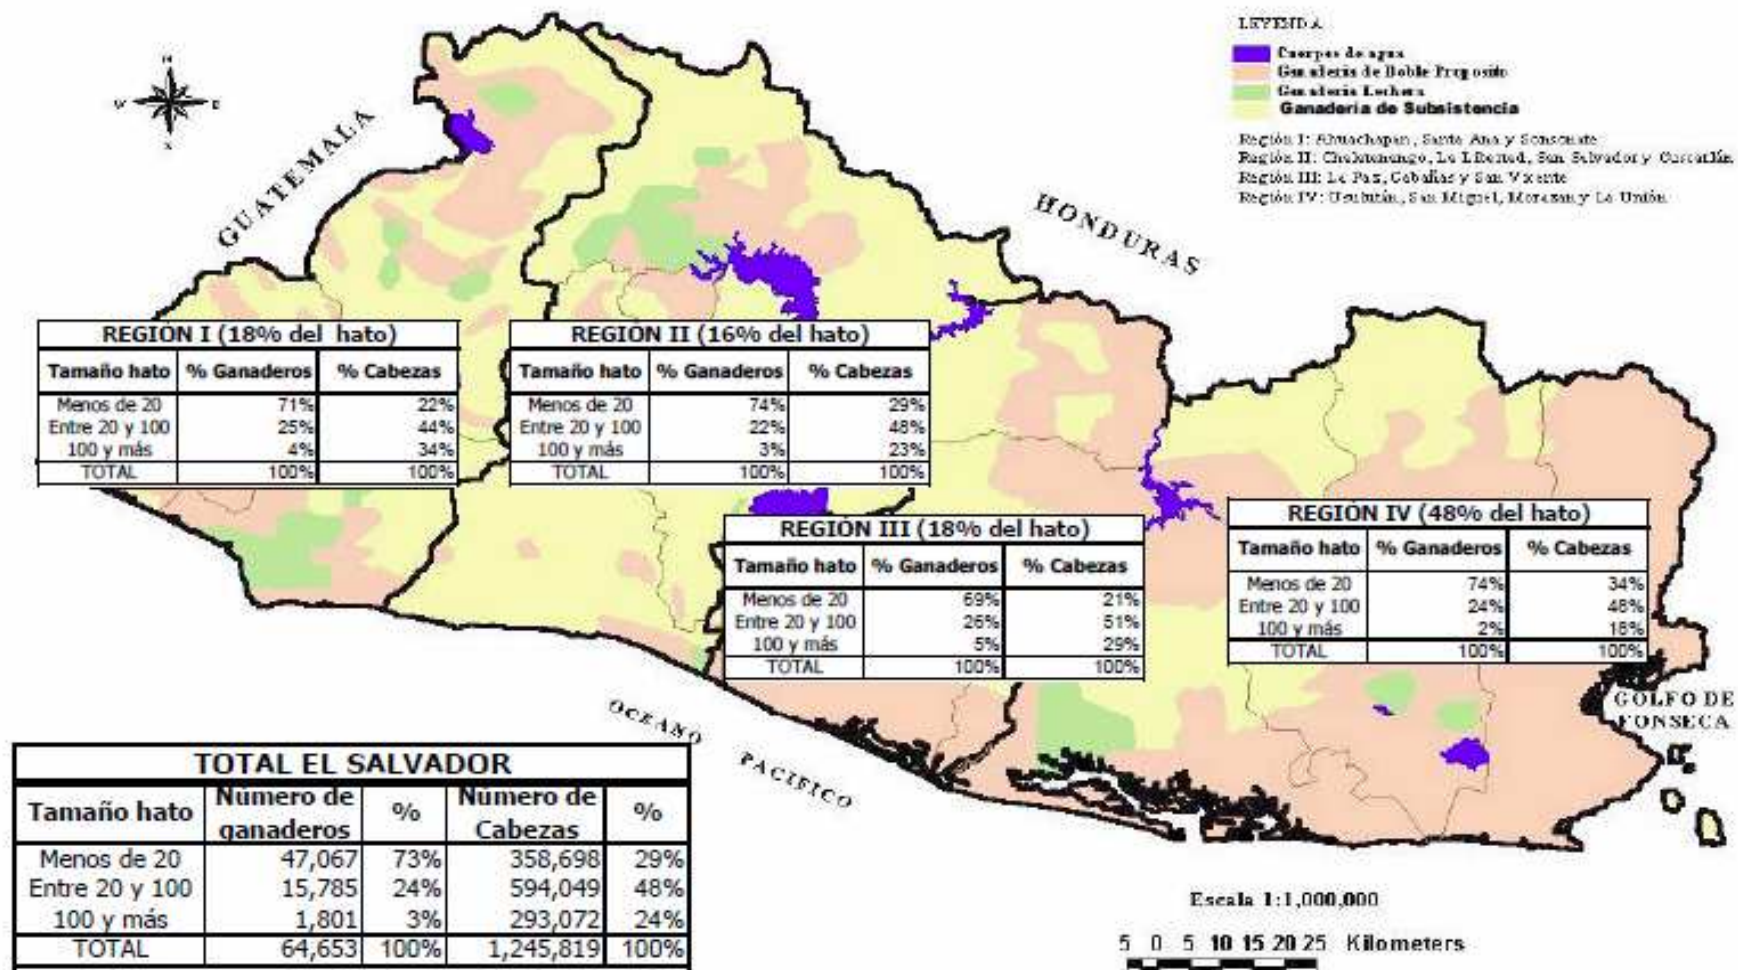 LEYENDA
Cuerpos de agua
Ganaderia de Doble Proposito
Ganaderia Lechera
Ganaderia de Subsistencia
Región I: Ahuachapan, Santa Ana y Sonsonate
Región II: Chalatenango, La Libertad, San Salvador y Cuscatlán
Región III: La Paz, Cabañas y San Vicente
Región IV: Usulután, San Miguel, Morazan y La Unión
N
W E
S
GUATEMALA
HONDURAS
REGIÓN I (18% del hato)
Tamaño hato % Ganaderos % Cabezas
Menos de 20 71% 22%
Entre 20 y 100 25% 44%
100 y más 4% 34%
TOTAL 100% 100%
REGIÓN II (16% del hato)
Tamaño hato % Ganaderos % Cabezas
Menos de 20 74% 29%
Entre 20 y 100 22% 48%
100 y más 3% 23%
TOTAL 100% 100%
REGIÓN III (18% del hato)
Tamaño hato % Ganaderos % Cabezas
Menos de 20 69% 21%
Entre 20 y 100 26% 51%
100 y más 5% 29%
TOTAL 100% 100%
REGIÓN IV (48% del hato)
Tamaño hato % Ganaderos % Cabezas
Menos de 20 74% 34%
Entre 20 y 100 24% 48%
100 y más 2% 18%
TOTAL 100% 100%
GOLFO DE
FONSECA
OCEANO PACIFICO
TOTAL EL SALVADOR
Tamaño hato Número de ganaderos % Número de Cabezas %
Menos de 20 47,067 73% 358,698 29%
Entre 20 y 100 15,785 24% 594,049 48%
100 y más 1,801 3% 293,072 24%
TOTAL 64,653 100% 1,245,819 100%
Escala 1:1,000,000
5 0 5 10 15 20 25 Kilometers